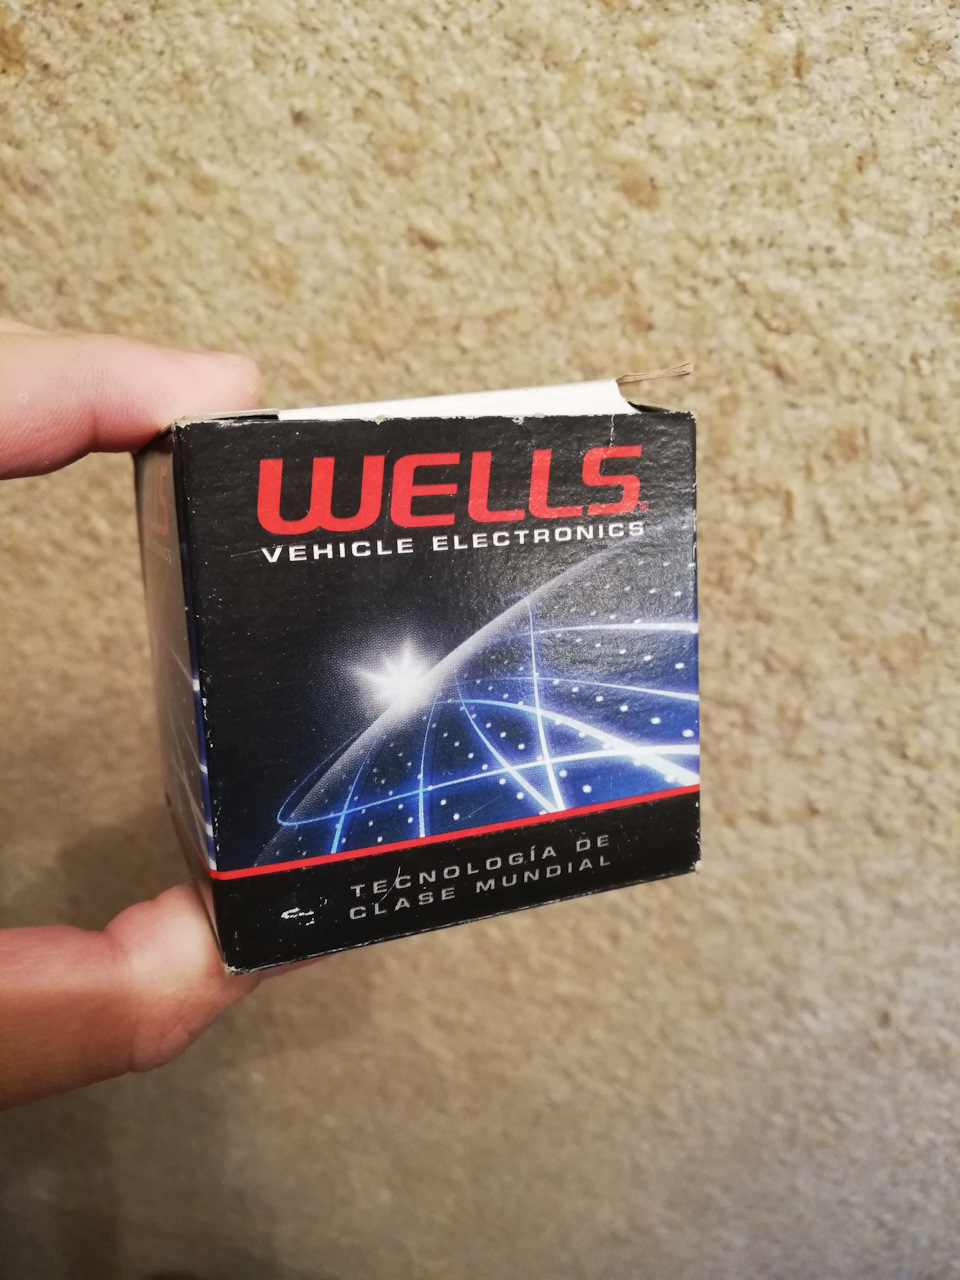 WELLS®
VEHICLE ELECTRONICS
TECNOLOGÍA DE
CLASE MUNDIAL